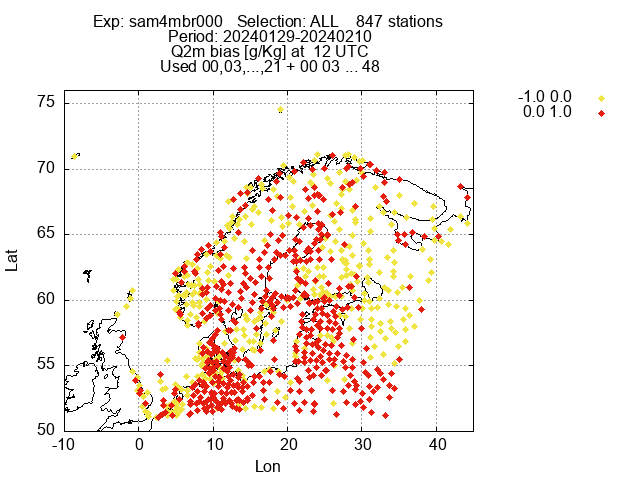 Exp: sam4mbr000 Selection: ALL 847 stations
Period: 20240129-20240210
Q2m bias [g/Kg] at 12 UTC
Used 00,03,...,21 + 00 03 ... 48
-1.0 0.0
0.0 1.0
75
70
65
60
55
50
Lat
-10 0 10 20 30 40
Lon